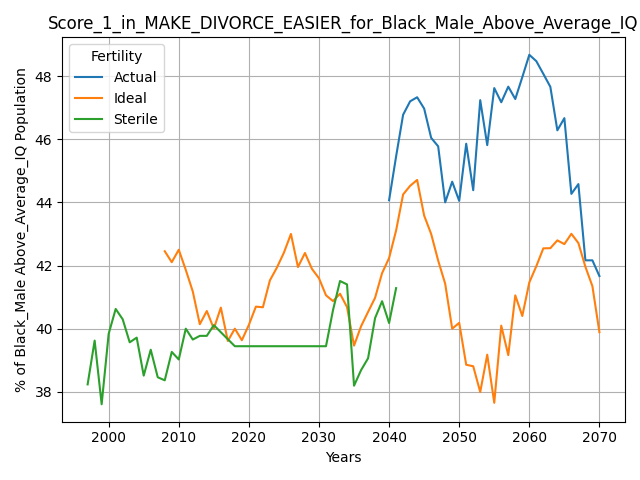 Score_1_in_MAKE_DIVORCE_EASIER_for_Black_Male_Above_Average_IQ
Fertility
Actual
Ideal
Sterile
% of Black_Male Above_Average_IQ Population
48
46
44
42
40
38
2000
2010
2020
2030
2040
2050
2060
2070
Years